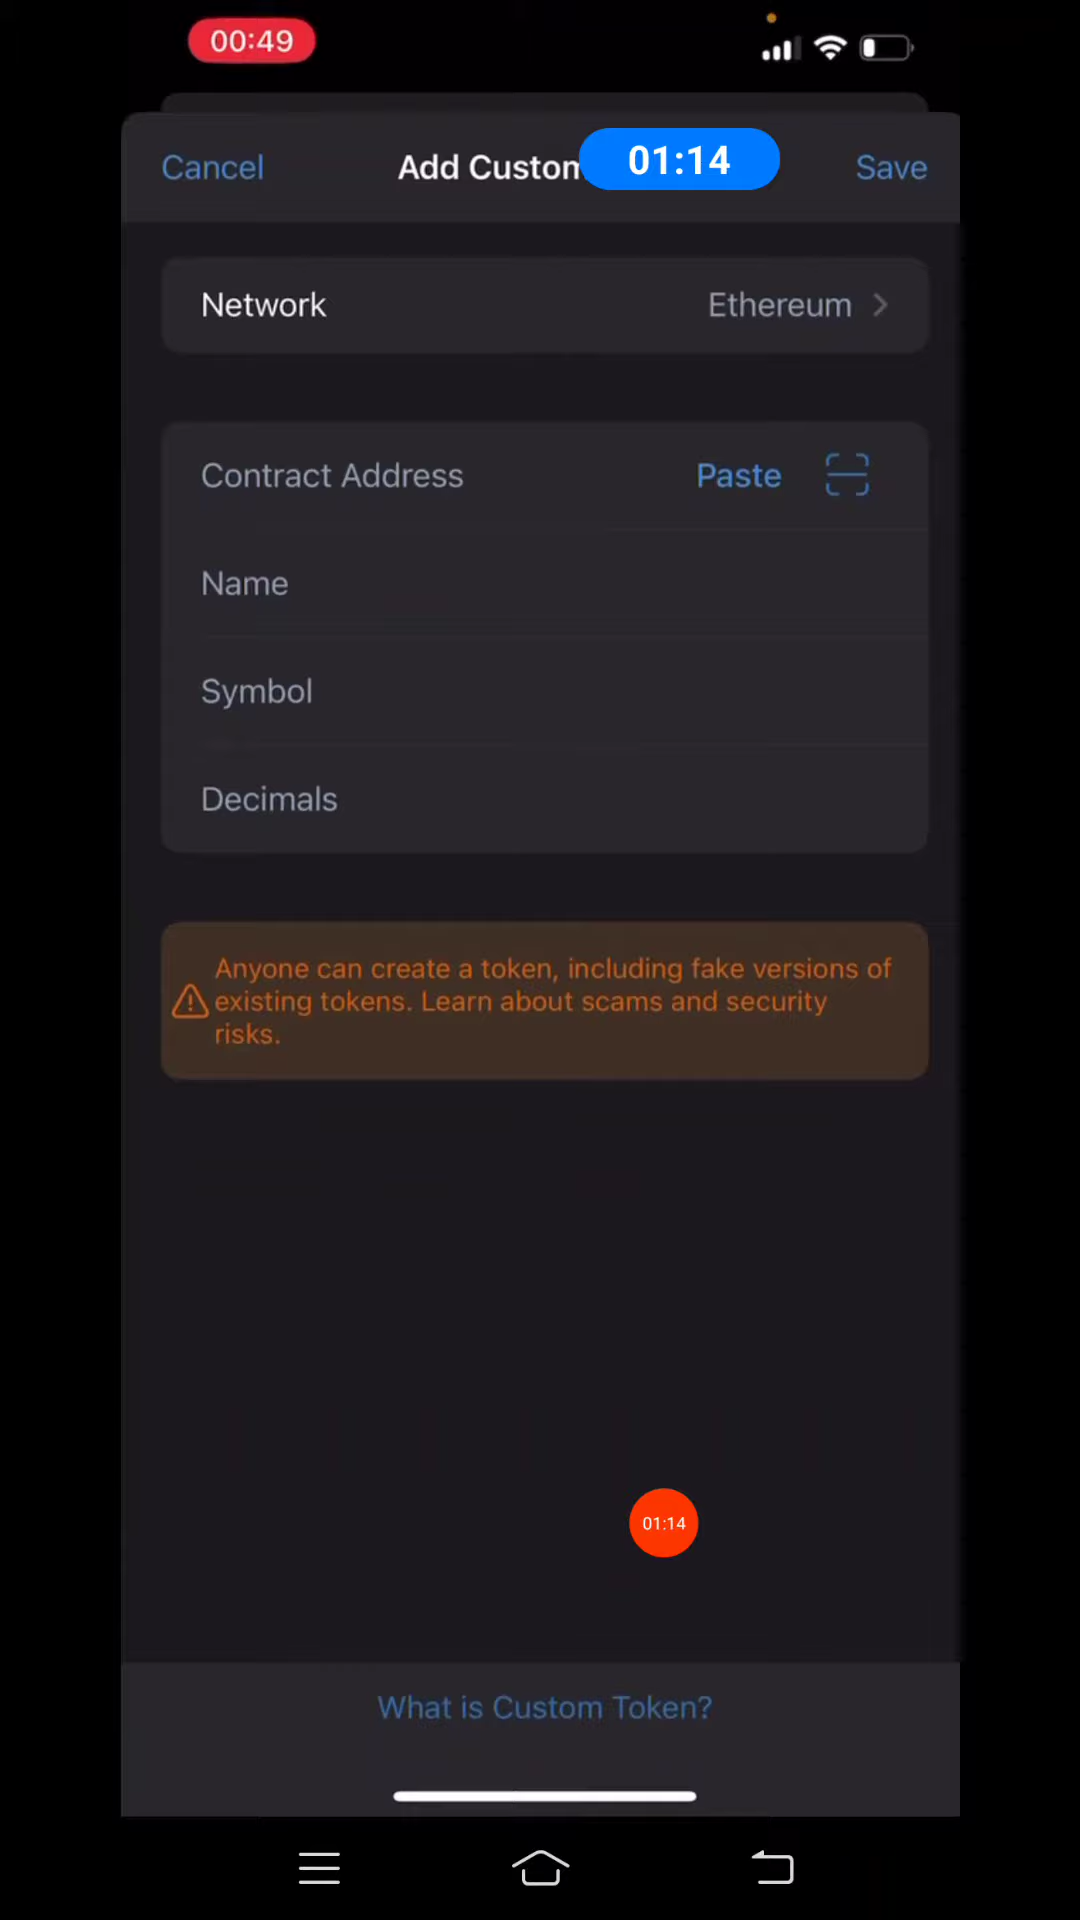 00:49
Cancel
Add Custom
01:14
Save
Network
Ethereum
Contract Address
Paste
Name
Symbol
Decimals
Anyone can create a token, including fake versions of
existing tokens. Learn about scams and security
risks.
01:14
What is Custom Token?